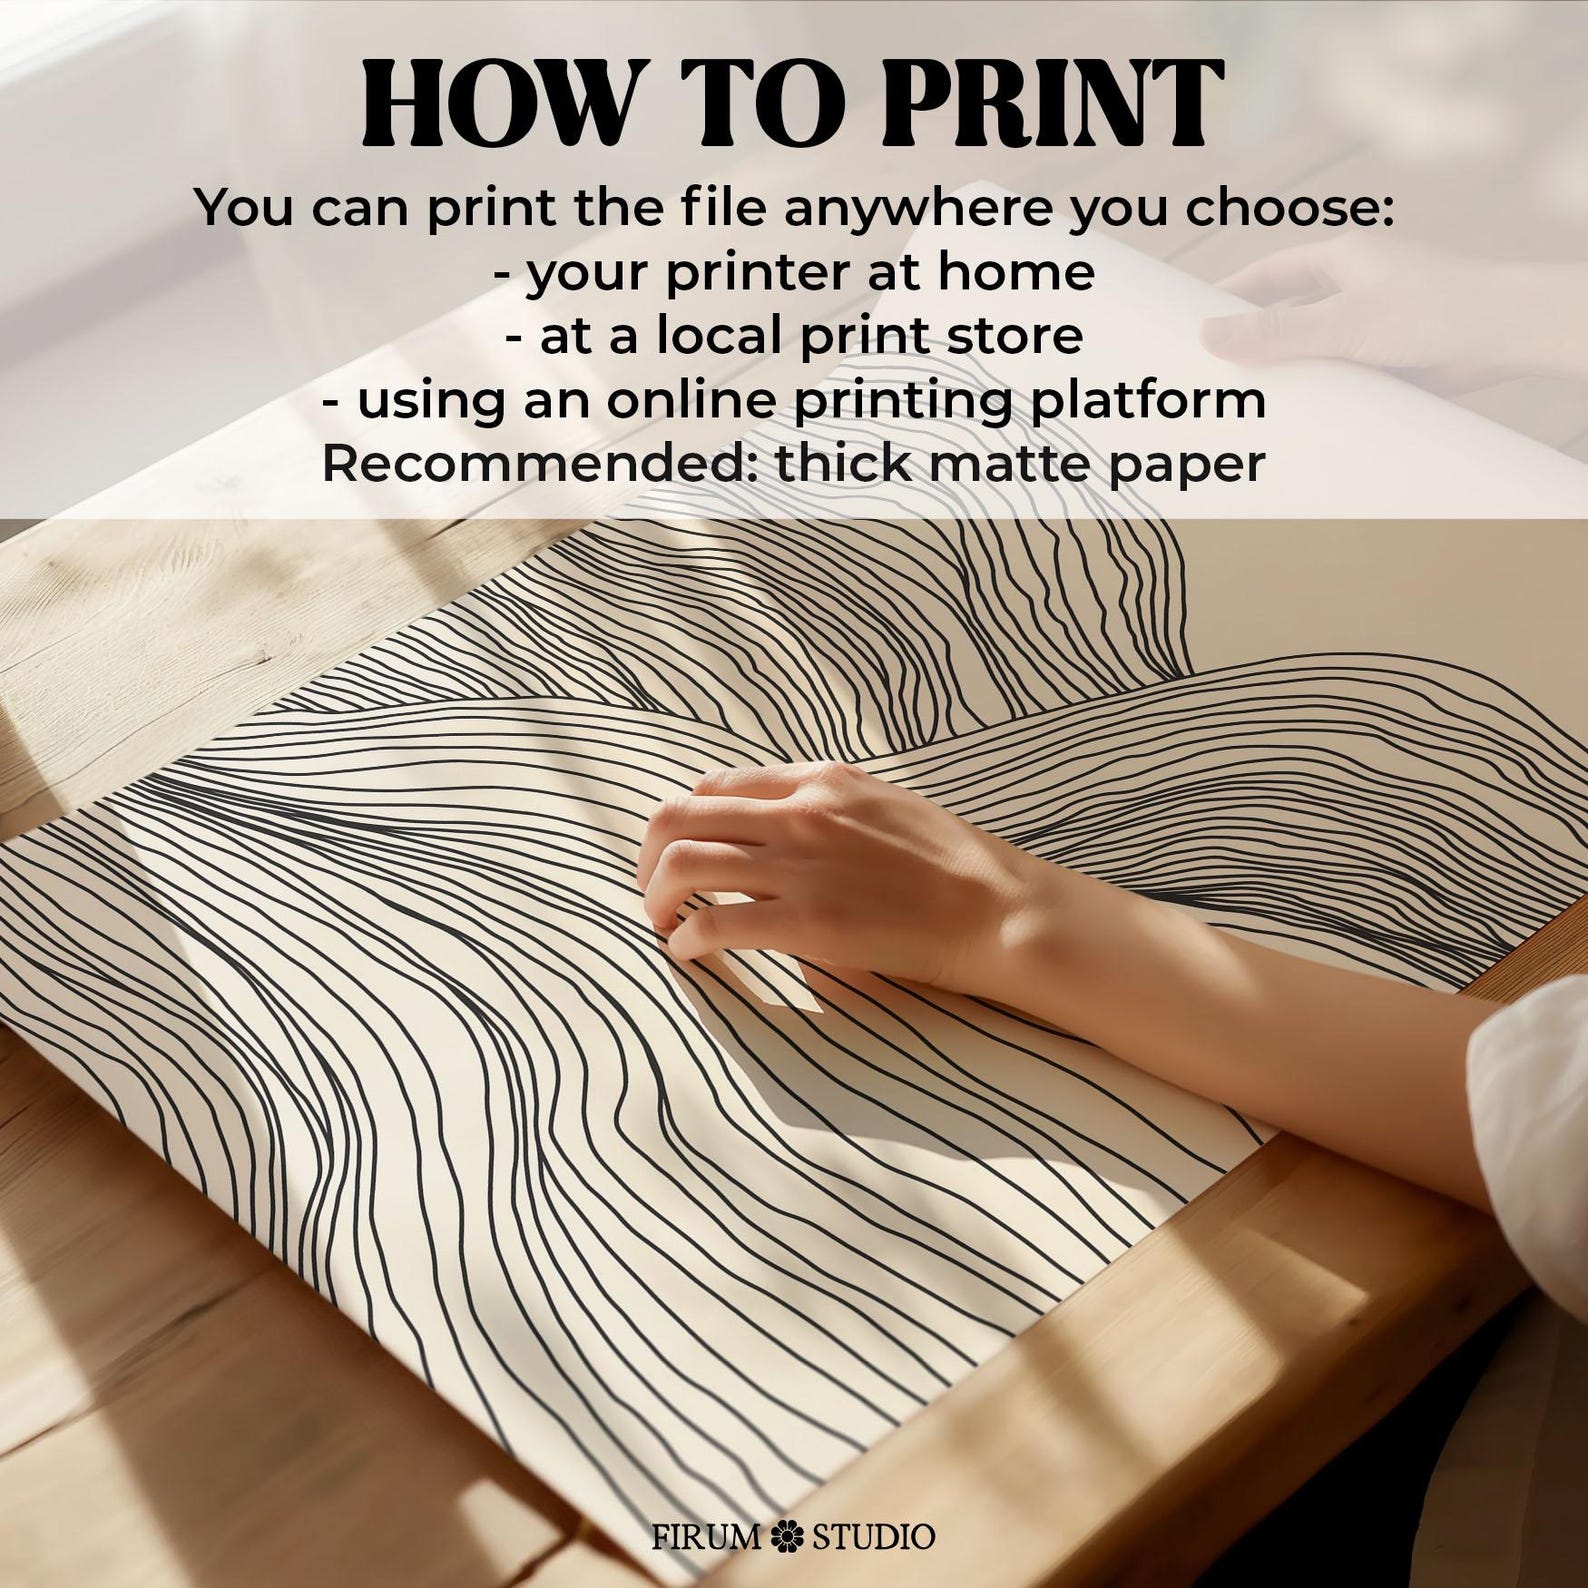 HOW TO PRINT
You can print the file anywhere you choose:
- your printer at home
- at a local print store
- using an online printing platform
Recommended: thick matte paper
FIRUM STUDIO